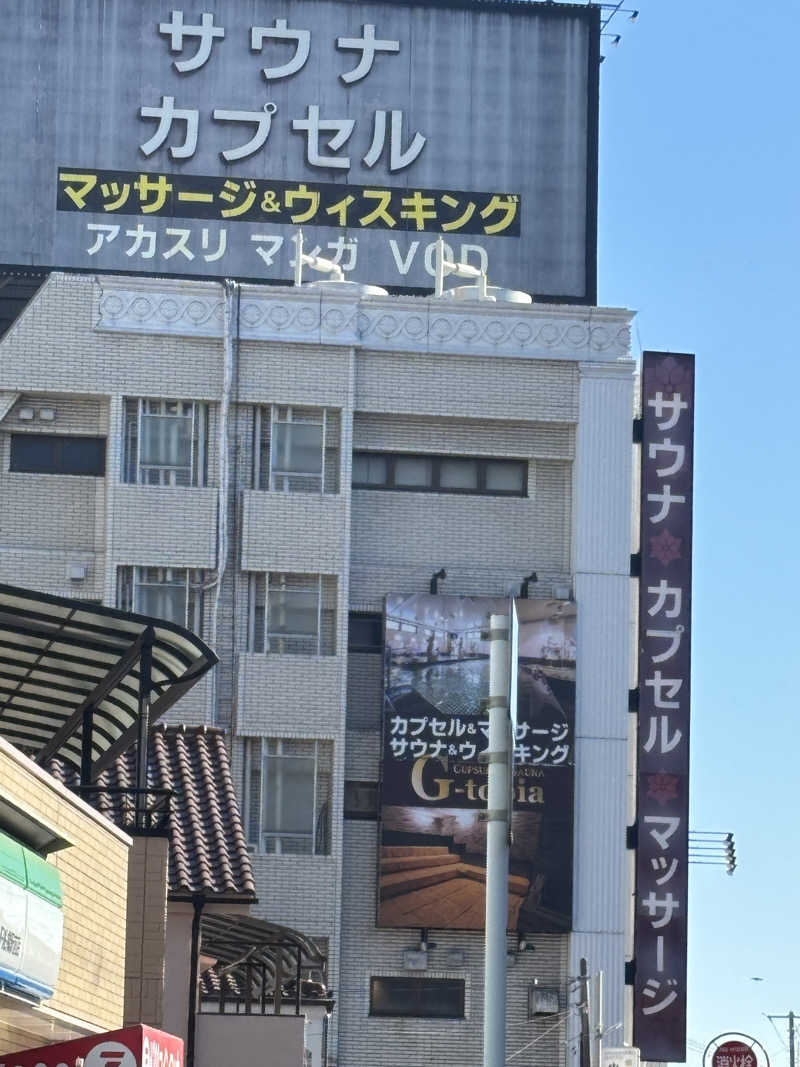 サウナ
カプセル
マッサージ&ウィスキング
アカスリ マンガ VOD
サウナ カプセル マッサージ
カプセル&マッサージ
サウナ&ウィスキング
G-topia
消火栓